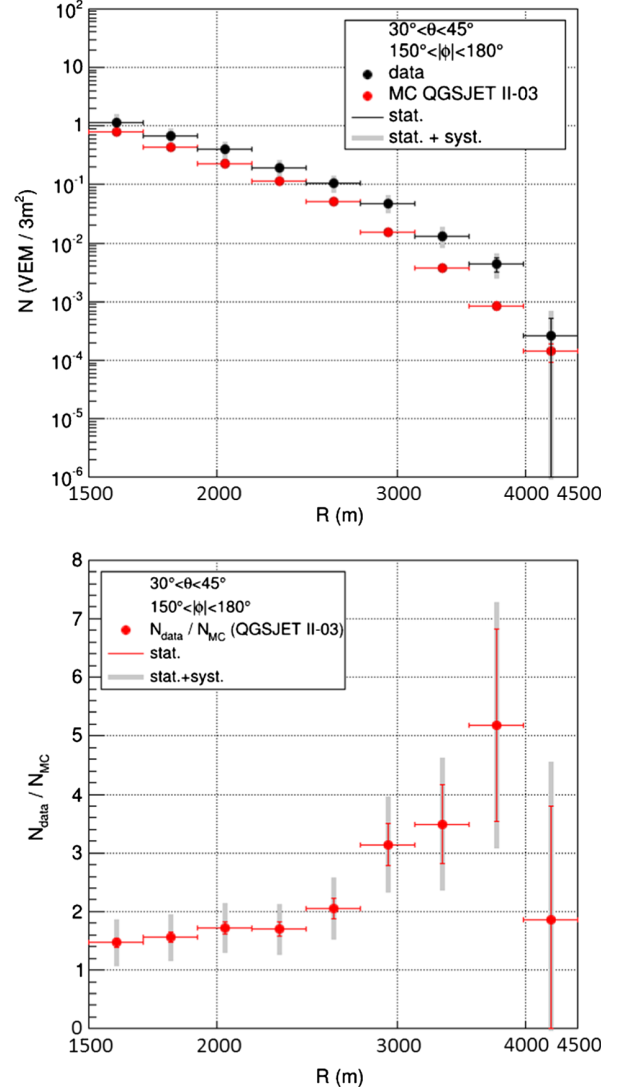 10²
30°<θ<45°
150°<|ϕ|<180°
data
MC QGSJET II-03
stat.
stat. + syst.
10
1
10⁻¹
10⁻²
10⁻³
10⁻⁴
10⁻⁵
10⁻⁶
N (VEM / 3m²)
1500 2000 3000 4000 4500
R (m)
8
30°<θ<45°
150°<|ϕ|<180°
N_data / N_MC (QGSJET II-03)
stat.
stat.+syst.
7
6
5
4
3
2
1
0
N_data / N_MC
1500 2000 3000 4000 4500
R (m)